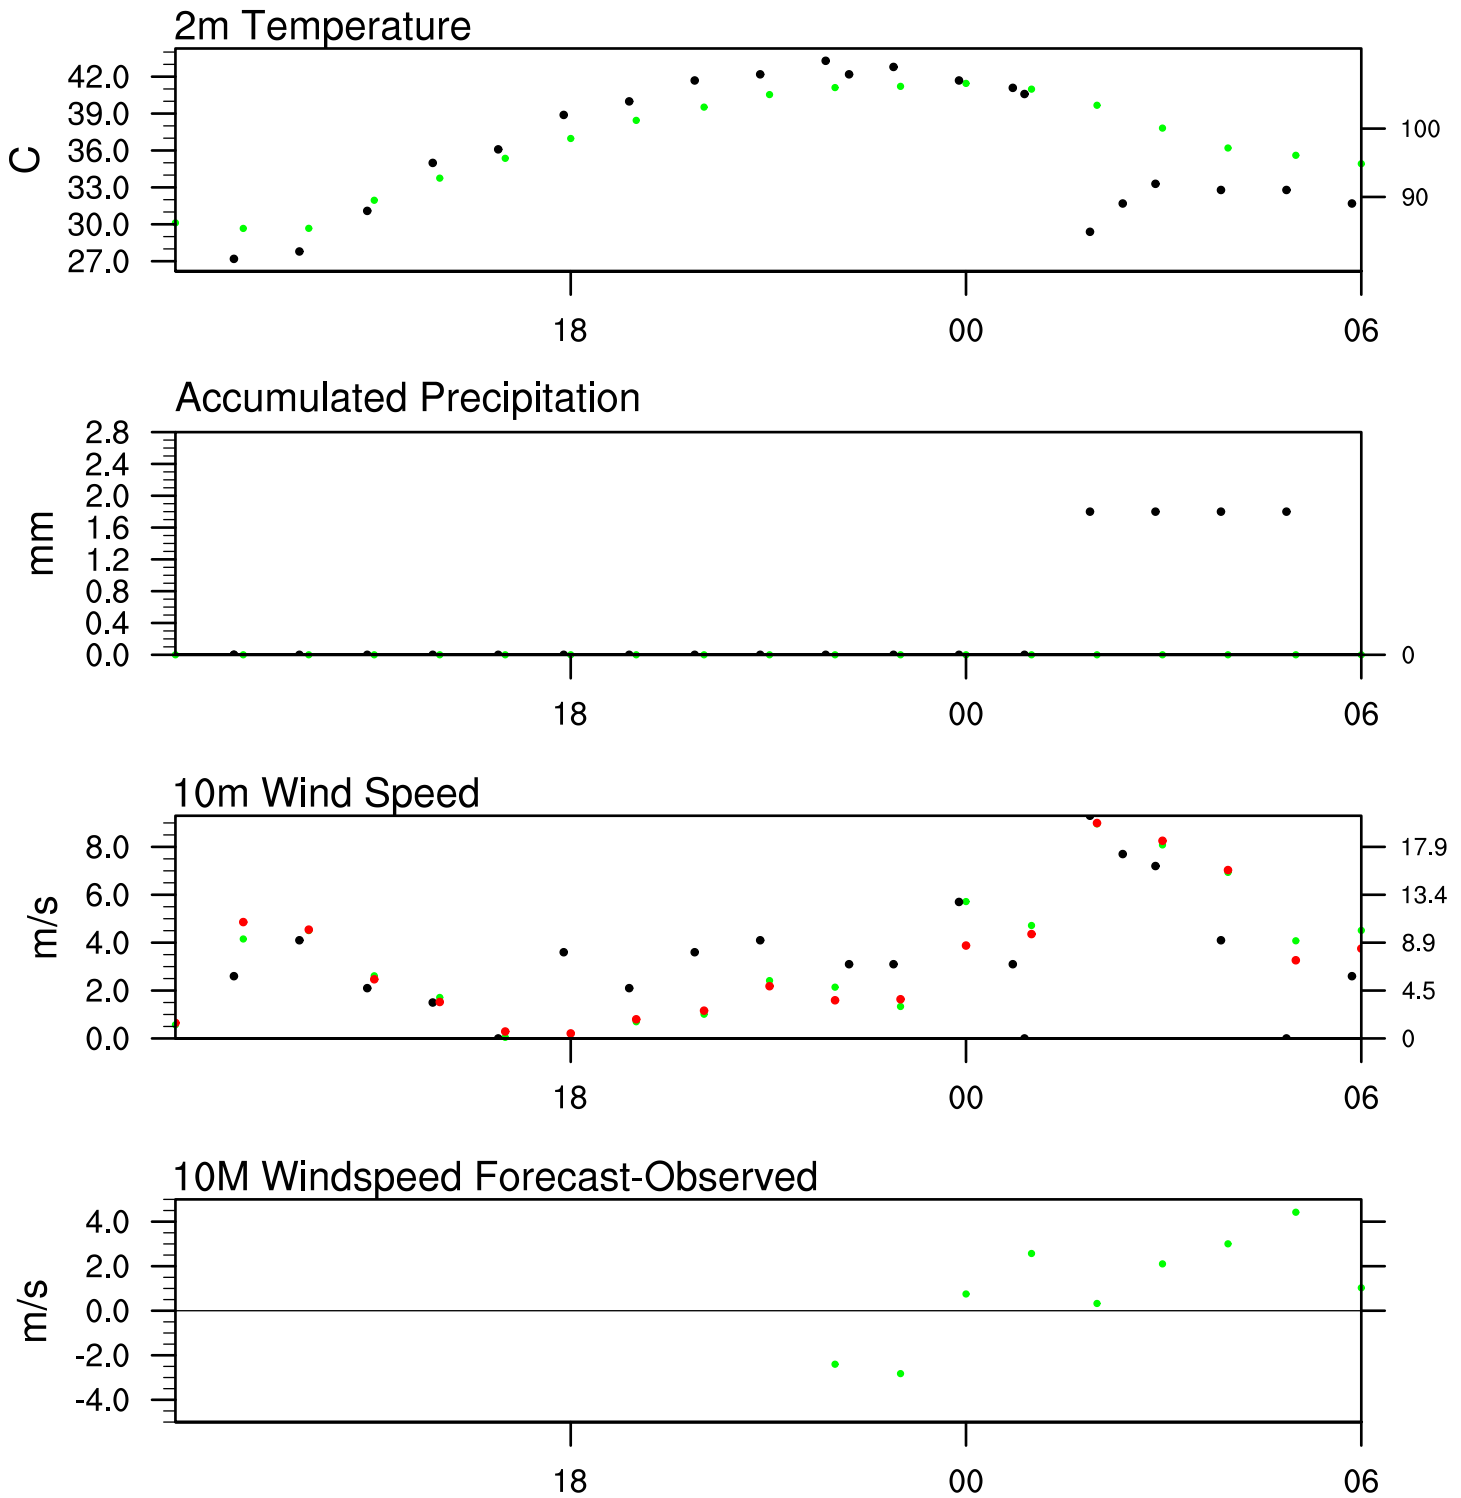 2m Temperature
C
42.0
39.0
36.0
33.0
30.0
27.0
100
90
18 00 06
Accumulated Precipitation
mm
2.8
2.4
2.0
1.6
1.2
0.8
0.4
0.0
0
18 00 06
10m Wind Speed
m/s
8.0
6.0
4.0
2.0
0.0
17.9
13.4
8.9
4.5
0
18 00 06
10M Windspeed Forecast-Observed
m/s
4.0
2.0
0.0
-2.0
-4.0
18 00 06